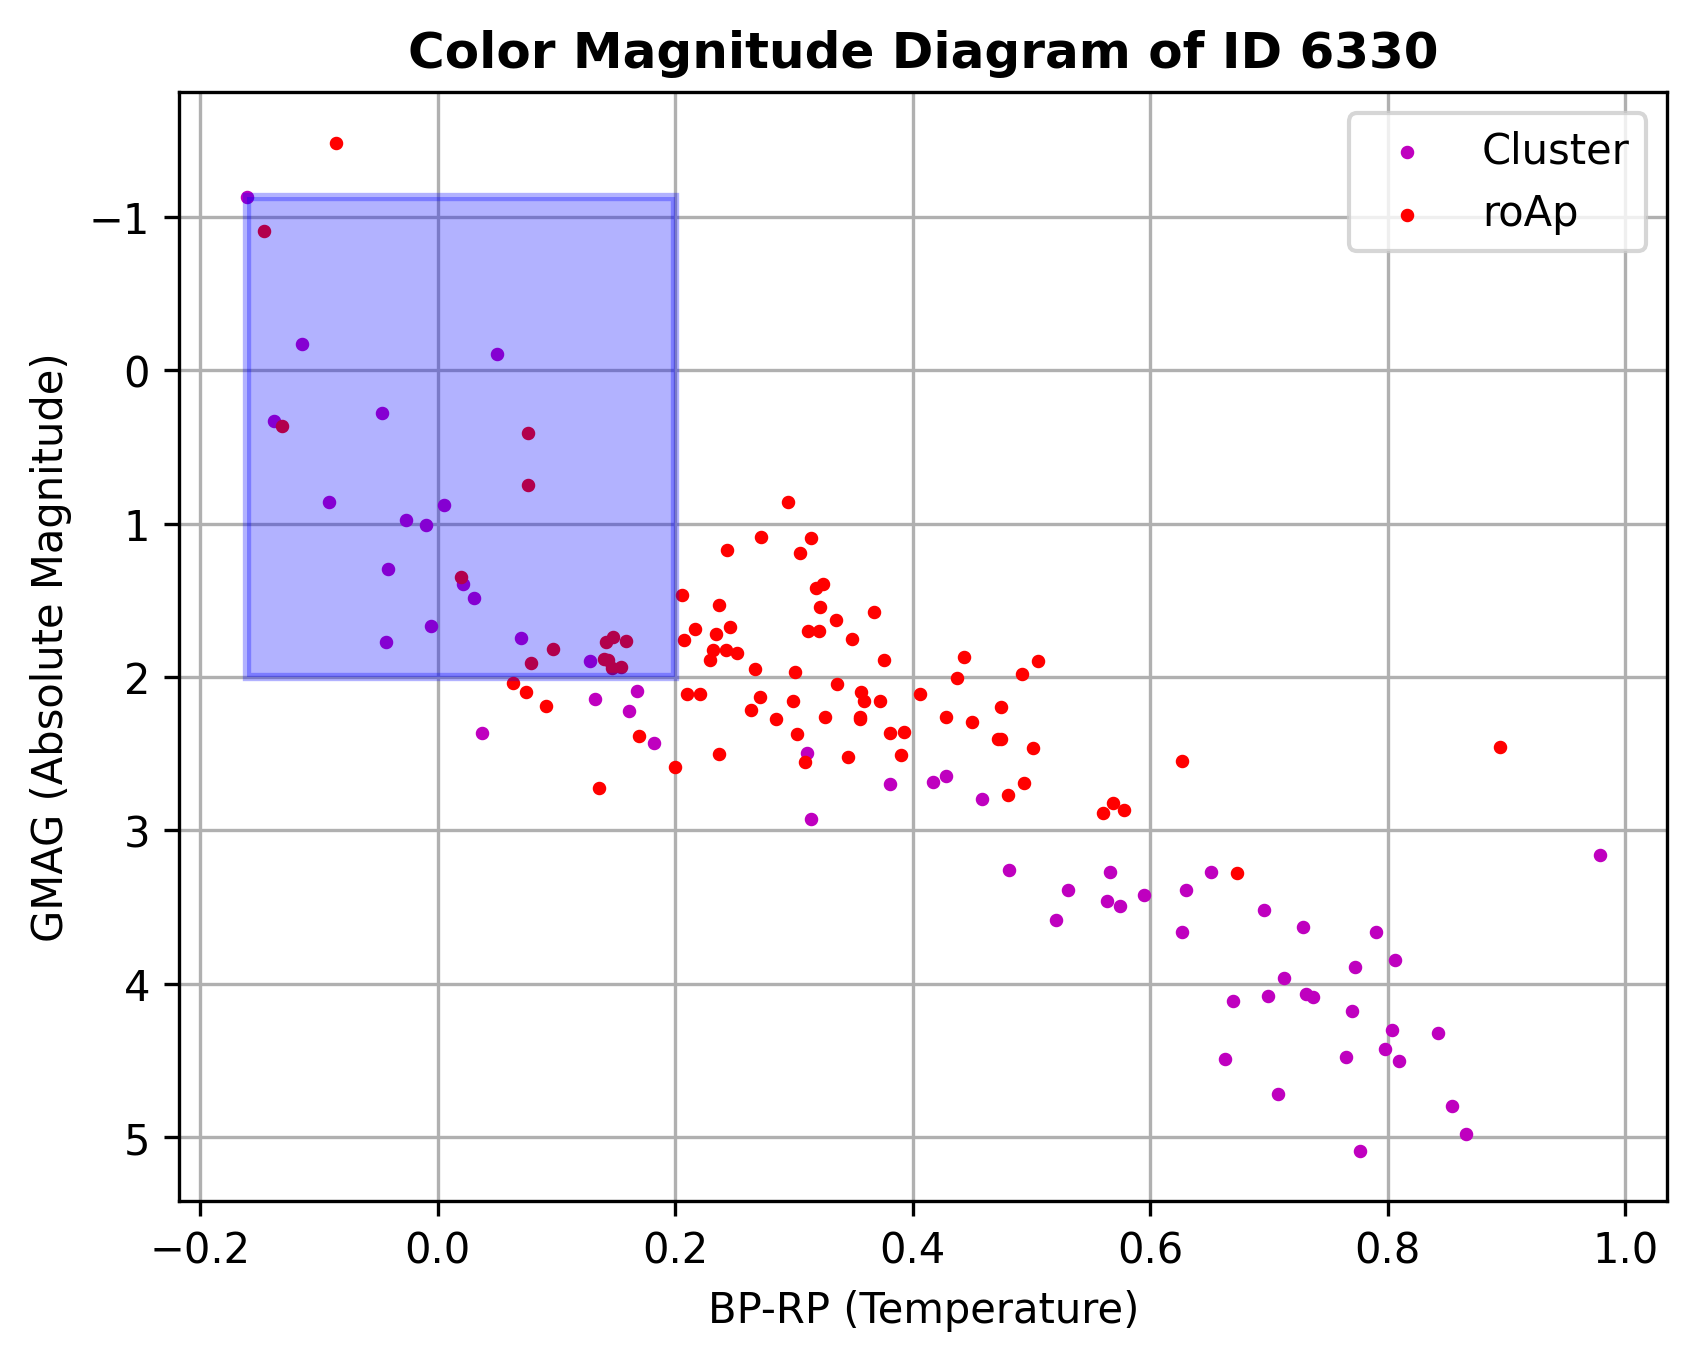 Color Magnitude Diagram of ID 6330
Cluster
roAp
−1
0
1
2
3
4
5
GMAG (Absolute Magnitude)
−0.2 0.0 0.2 0.4 0.6 0.8 1.0
BP-RP (Temperature)